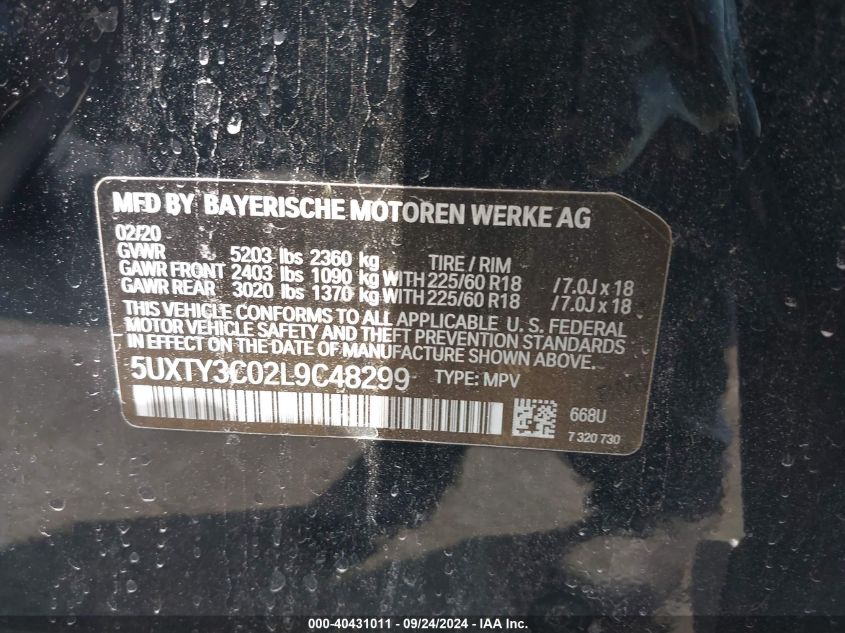 MFD BY BAYERISCHE MOTOREN WERKE AG
02/20
GVWR 5203 lbs 2360 kg TIRE / RIM
GAWR FRONT 2403 lbs 1090 kg WITH 225/60 R18 /7.0J x 18
GAWR REAR 3020 lbs 1370 kg WITH 225/60 R18 /7.0J x 18
THIS VEHICLE CONFORMS TO ALL APPLICABLE U. S. FEDERAL
MOTOR VEHICLE SAFETY AND THEFT PREVENTION STANDARDS
IN EFFECT ON THE DATE OF MANUFACTURE SHOWN ABOVE.
5UXTY3C02L9C48299 TYPE: MPV
668U
7 320 730
000-40431011 - 09/24/2024 - IAA Inc.